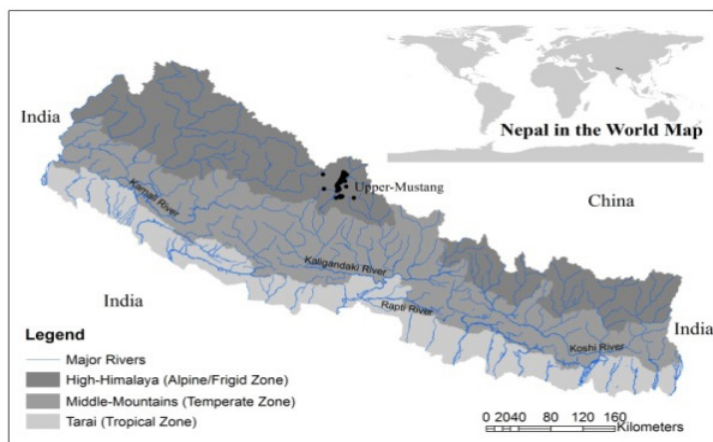 Nepal in the World Map
India
Upper-Mustang
China
Karnali River
Kaligandaki River
India
Rapti River
India
Koshi River
Legend
Major Rivers
High-Himalaya (Alpine/Frigid Zone)
Middle-Mountains (Temperate Zone)
Tarai (Tropical Zone)
0 20 40 80 120 160
Kilometers